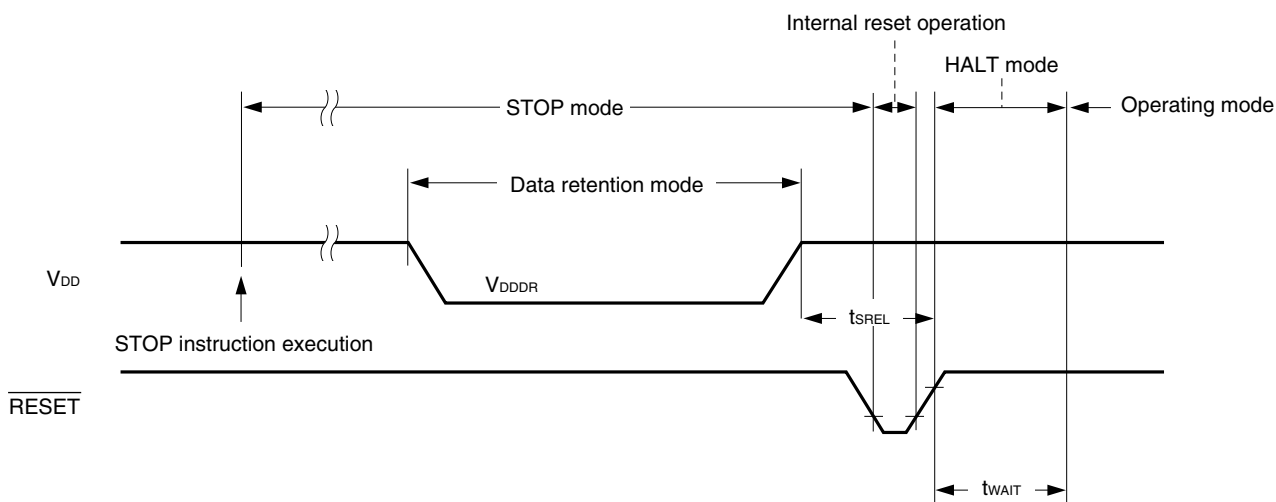 Internal reset operation
HALT mode
STOP mode
Operating mode
Data retention mode
VDD
VDDDR
tSREL
STOP instruction execution
RESET
tWAIT